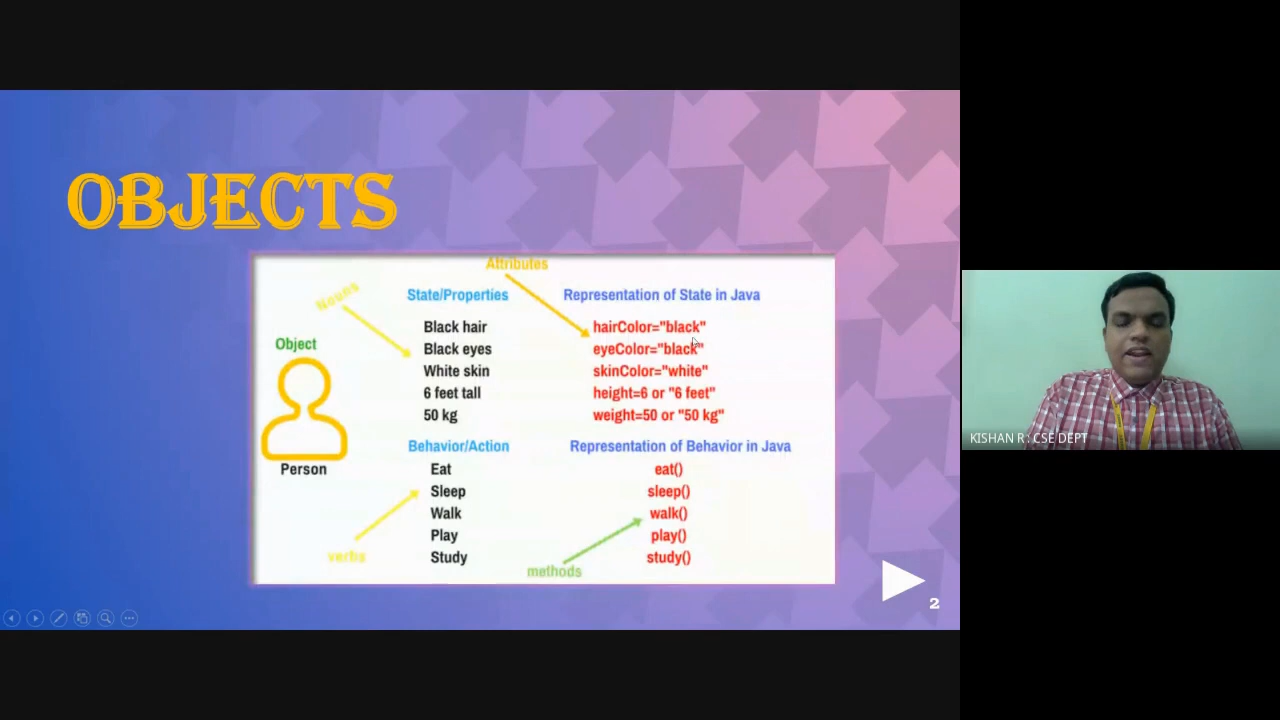 OBJECTS
Attributes
Nouns
State/Properties
Representation of State in Java
Black hair
hairColor="black"
Object
Black eyes
eyeColor="black"
White skin
skinColor="white"
6 feet tall
height=6 or "6 feet"
50 kg
weight=50 or "50 kg"
Behavior/Action
Representation of Behavior in Java
Person
Eat
eat()
Sleep
sleep()
Walk
walk()
Play
play()
verbs
Study
study()
methods
2
KISHAN R : CSE DEPT